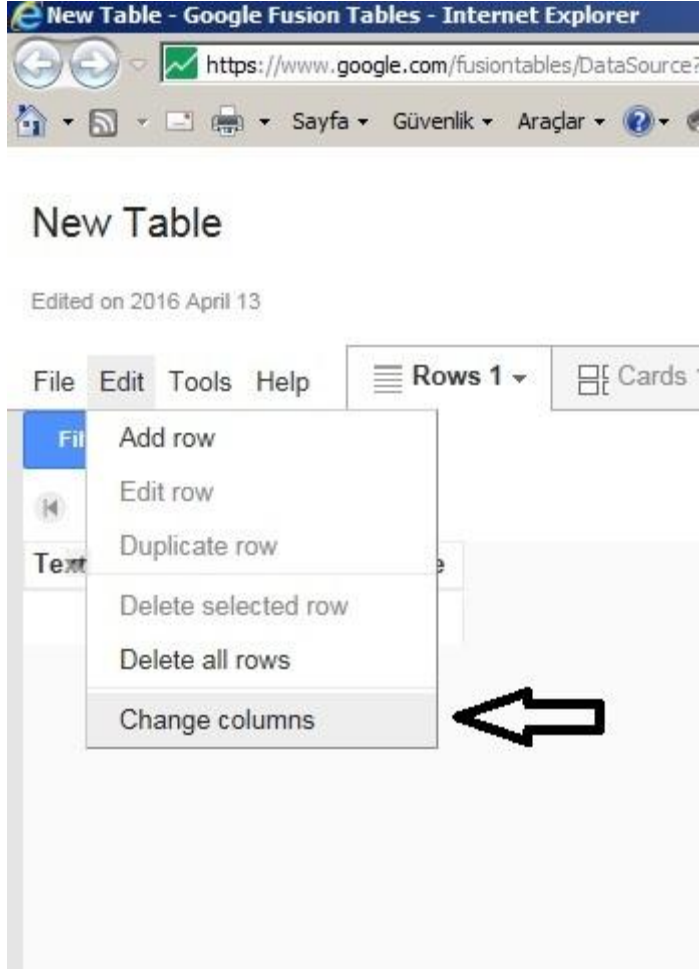 New Table - Google Fusion Tables - Internet Explorer
https://www.google.com/fusiontables/DataSource?
Sayfa Güvenlik Araçlar
New Table
Edited on 2016 April 13
File Edit Tools Help Rows 1 Cards
Add row
Edit row
Duplicate row
Text
Delete selected row
Delete all rows
Change columns